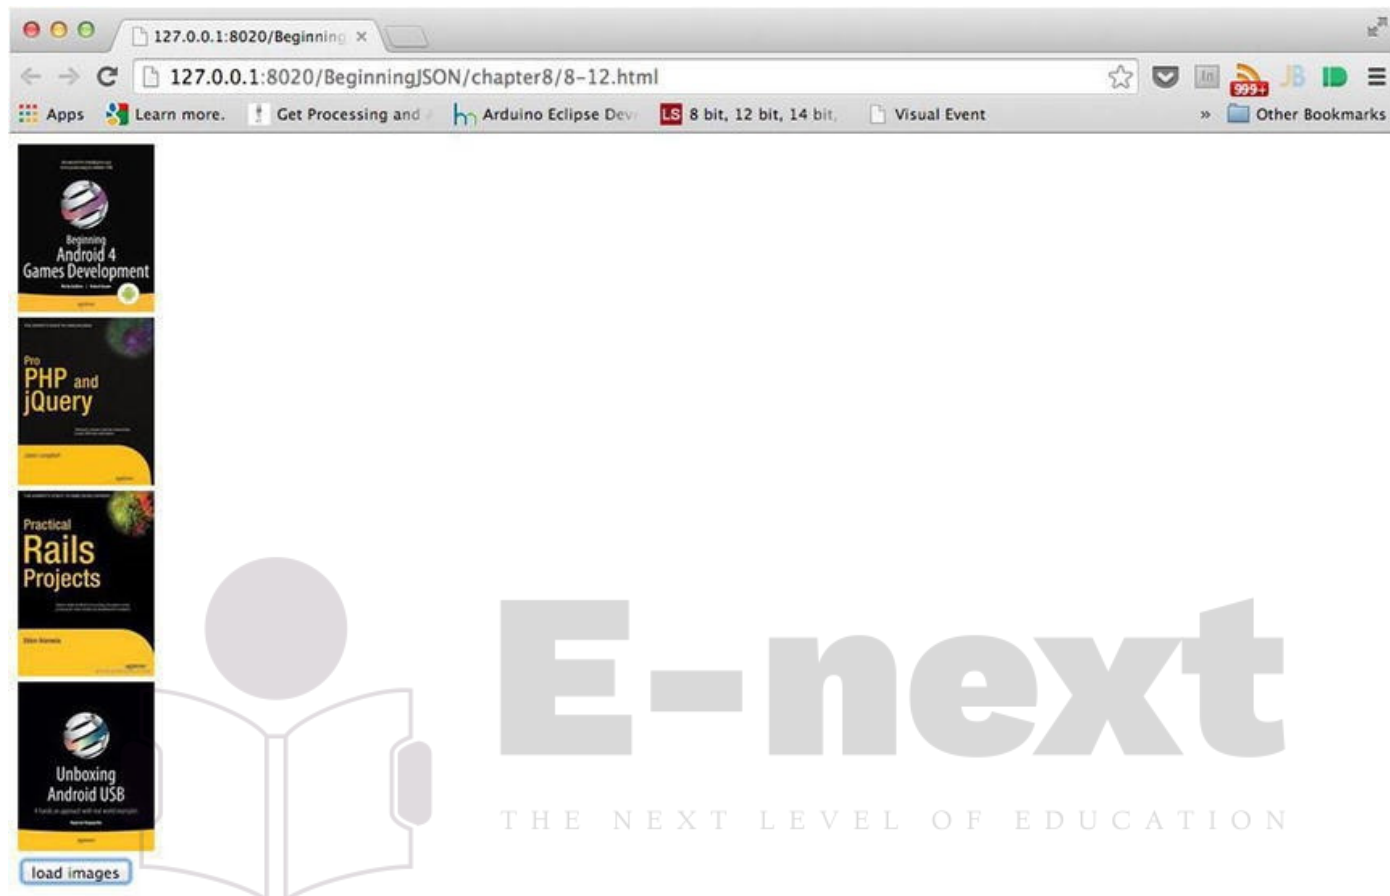 127.0.0.1:8020/Beginning
127.0.0.1:8020/BeginningJSON/chapter8/8-12.html
999+
JB
Apps
Learn more.
Get Processing and
hn Arduino Eclipse Dev
LS 8 bit, 12 bit, 14 bit,
Visual Event
»
Other Bookmarks
Beginning
Android 4
Games Development
Pro
PHP and
jQuery
Practical
Rails
Projects
Unboxing
Android USB
load images
E-next
THE NEXT LEVEL OF EDUCATION